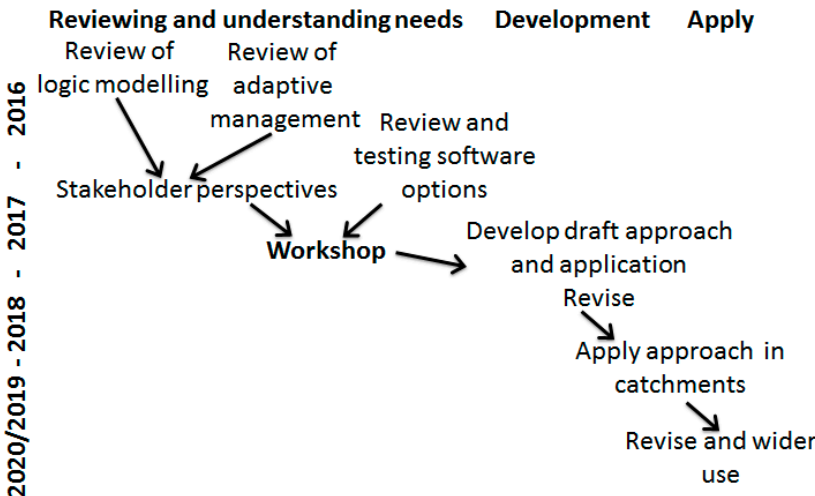 Reviewing and understanding needs Development Apply
Review of
logic modelling
Review of
adaptive
management
Review and
testing software
options
Stakeholder perspectives
Workshop
Develop draft approach
and application
Revise
Apply approach in
catchments
Revise and wider
use
2020/2019 - 2018 - 2017 - 2016